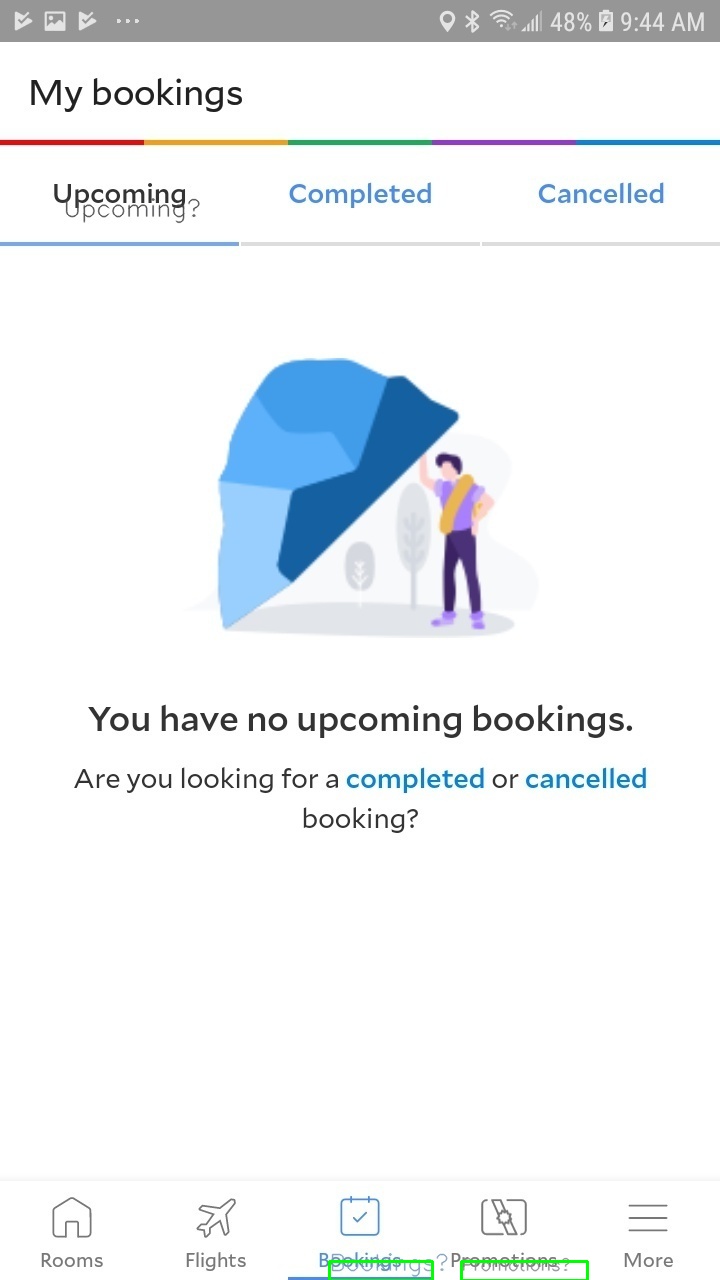 48% 9:44 AM
My bookings
Upcoming Completed Cancelled
Upcoming?
You have no upcoming bookings.
Are you looking for a completed or cancelled
booking?
Rooms Flights Bookings Promotions More
Bookings? Promotions?